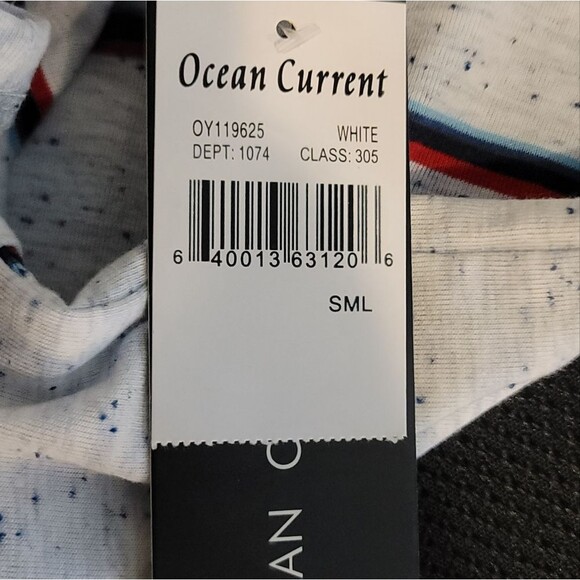 Ocean Current
OY119625 WHITE
DEPT: 1074 CLASS: 305
6 40013 63120 6
SML
AN C